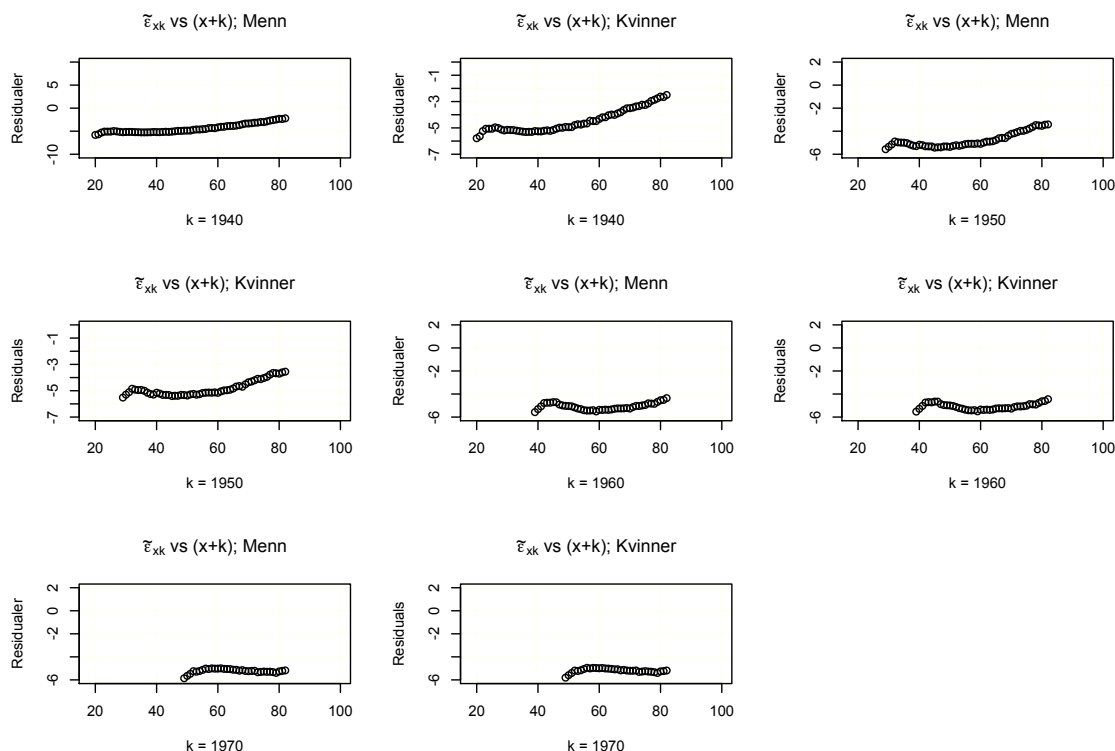 ε̃xk vs (x+k); Menn
Residualer
5
0
-10
20 40 60 80 100
k = 1940
ε̃xk vs (x+k); Kvinner
Residualer
-1
-3
-5
-7
20 40 60 80 100
k = 1940
ε̃xk vs (x+k); Menn
Residualer
2
0
-2
-6
20 40 60 80 100
k = 1950
ε̃xk vs (x+k); Kvinner
Residuals
-1
-3
-5
-7
20 40 60 80 100
k = 1950
ε̃xk vs (x+k); Menn
Residualer
2
0
-2
-6
20 40 60 80 100
k = 1960
ε̃xk vs (x+k); Kvinner
Residuals
2
0
-2
-6
20 40 60 80 100
k = 1960
ε̃xk vs (x+k); Menn
Residualer
2
0
-2
-6
20 40 60 80 100
k = 1970
ε̃xk vs (x+k); Kvinner
Residuals
2
0
-2
-6
20 40 60 80 100
k = 1970